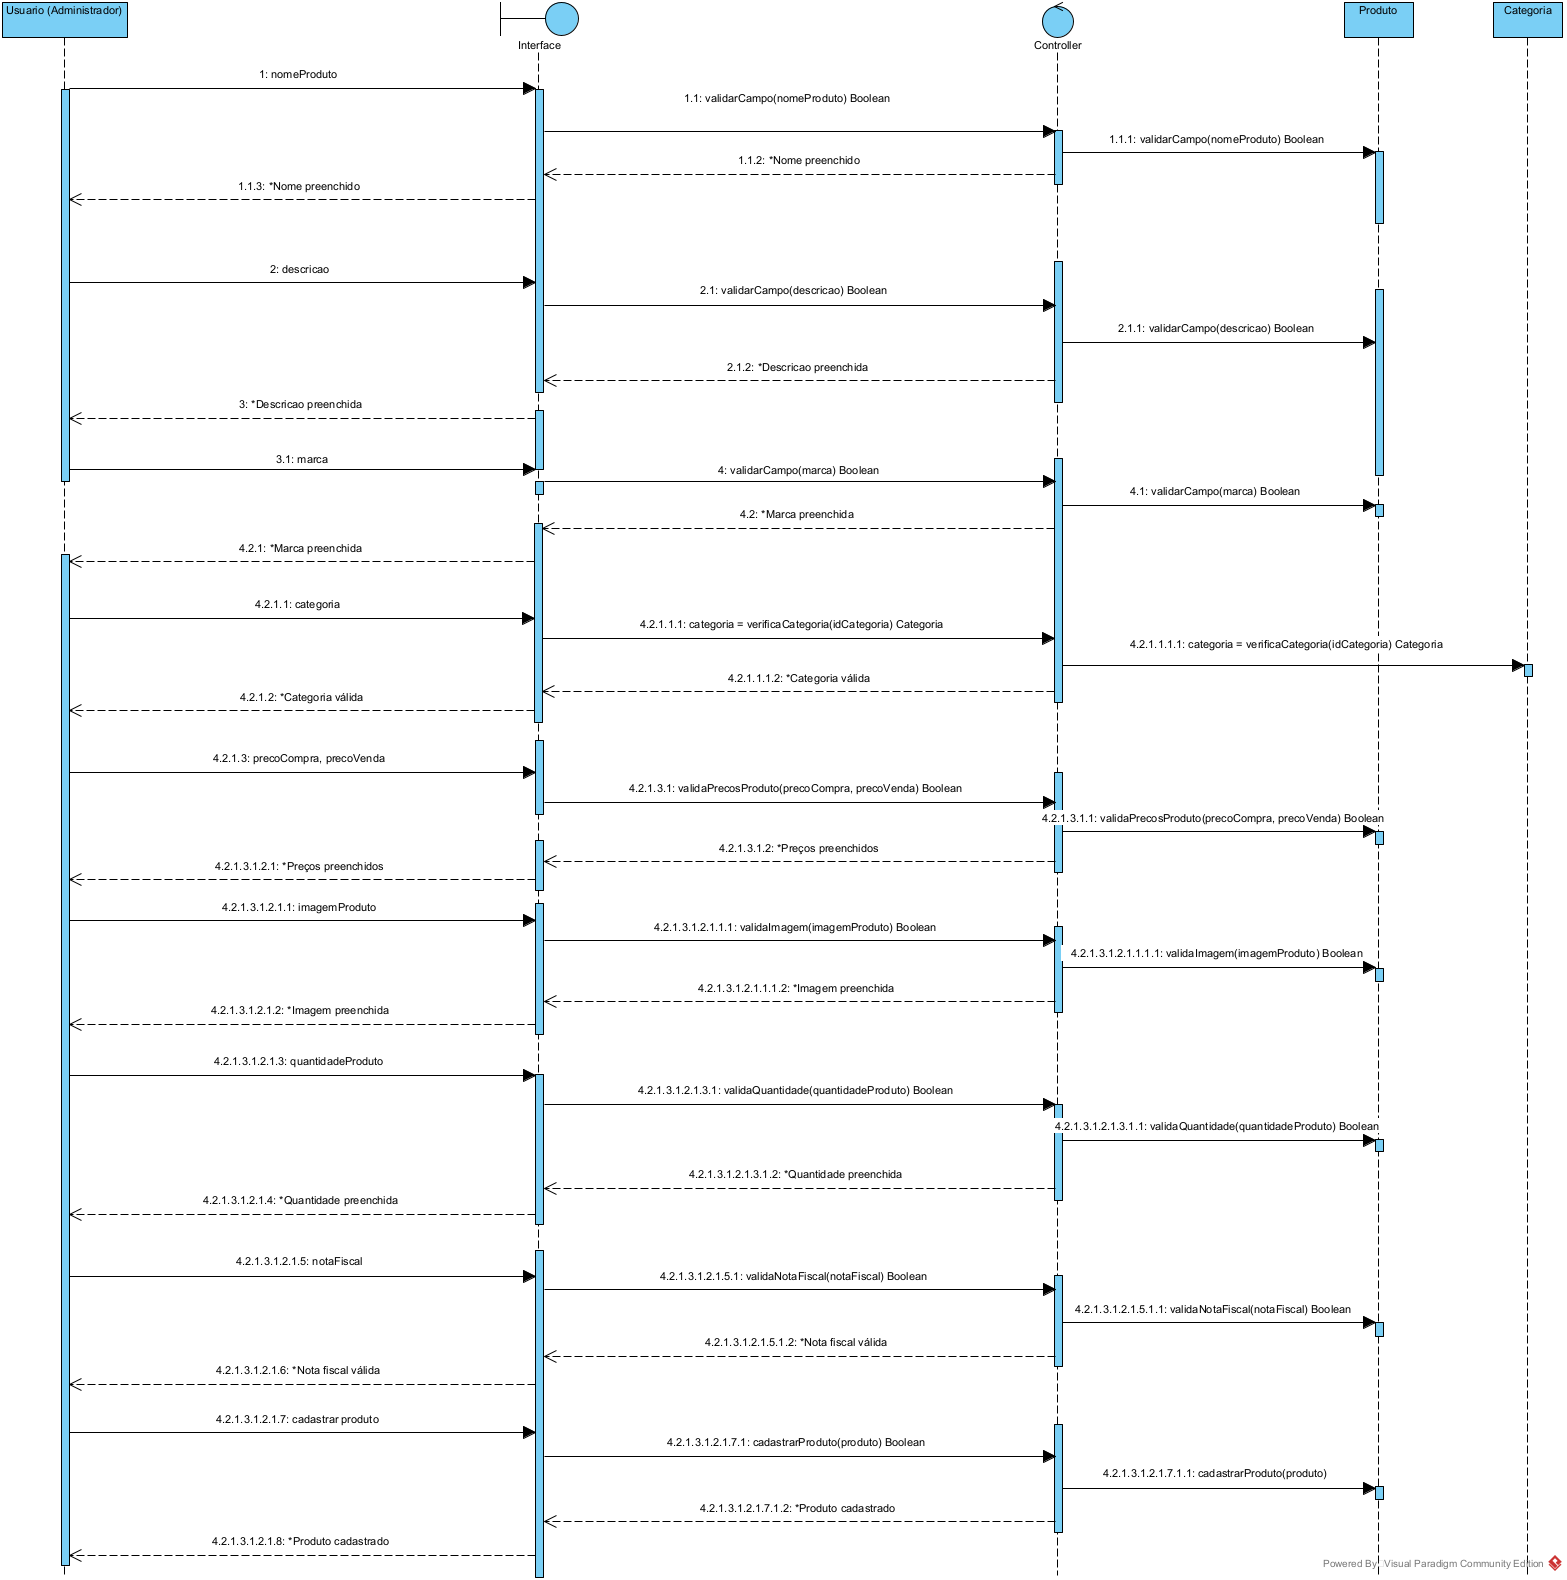 Usuario (Administrador)
Interface
Controller
Produto
Categoria
1: nomeProduto
1.1: validarCampo(nomeProduto) Boolean
1.1.1: validarCampo(nomeProduto) Boolean
1.1.2: *Nome preenchido
1.1.3: *Nome preenchido
2: descricao
2.1: validarCampo(descricao) Boolean
2.1.1: validarCampo(descricao) Boolean
2.1.2: *Descricao preenchida
3: *Descricao preenchida
3.1: marca
4: validarCampo(marca) Boolean
4.1: validarCampo(marca) Boolean
4.2: *Marca preenchida
4.2.1: *Marca preenchida
4.2.1.1: categoria
4.2.1.1.1: categoria = verificaCategoria(idCategoria) Categoria
4.2.1.1.1.1: categoria = verificaCategoria(idCategoria) Categoria
4.2.1.1.1.2: *Categoria válida
4.2.1.2: *Categoria válida
4.2.1.3: precoCompra, precoVenda
4.2.1.3.1: validaPrecosProduto(precoCompra, precoVenda) Boolean
4.2.1.3.1.1: validaPrecosProduto(precoCompra, precoVenda) Boolean
4.2.1.3.1.2: *Preços preenchidos
4.2.1.3.1.2.1: *Preços preenchidos
4.2.1.3.1.2.1.1: imagemProduto
4.2.1.3.1.2.1.1.1: validaImagem(imagemProduto) Boolean
4.2.1.3.1.2.1.1.1.1: validaImagem(imagemProduto) Boolean
4.2.1.3.1.2.1.1.1.2: *Imagem preenchida
4.2.1.3.1.2.1.2: *Imagem preenchida
4.2.1.3.1.2.1.3: quantidadeProduto
4.2.1.3.1.2.1.3.1: validaQuantidade(quantidadeProduto) Boolean
4.2.1.3.1.2.1.3.1.1: validaQuantidade(quantidadeProduto) Boolean
4.2.1.3.1.2.1.3.1.2: *Quantidade preenchida
4.2.1.3.1.2.1.4: *Quantidade preenchida
4.2.1.3.1.2.1.5: notaFiscal
4.2.1.3.1.2.1.5.1: validaNotaFiscal(notaFiscal) Boolean
4.2.1.3.1.2.1.5.1.1: validaNotaFiscal(notaFiscal) Boolean
4.2.1.3.1.2.1.5.1.2: *Nota fiscal válida
4.2.1.3.1.2.1.6: *Nota fiscal válida
4.2.1.3.1.2.1.7: cadastrar produto
4.2.1.3.1.2.1.7.1: cadastrarProduto(produto) Boolean
4.2.1.3.1.2.1.7.1.1: cadastrarProduto(produto)
4.2.1.3.1.2.1.7.1.2: *Produto cadastrado
4.2.1.3.1.2.1.8: *Produto cadastrado
Powered By: Visual Paradigm Community Edition